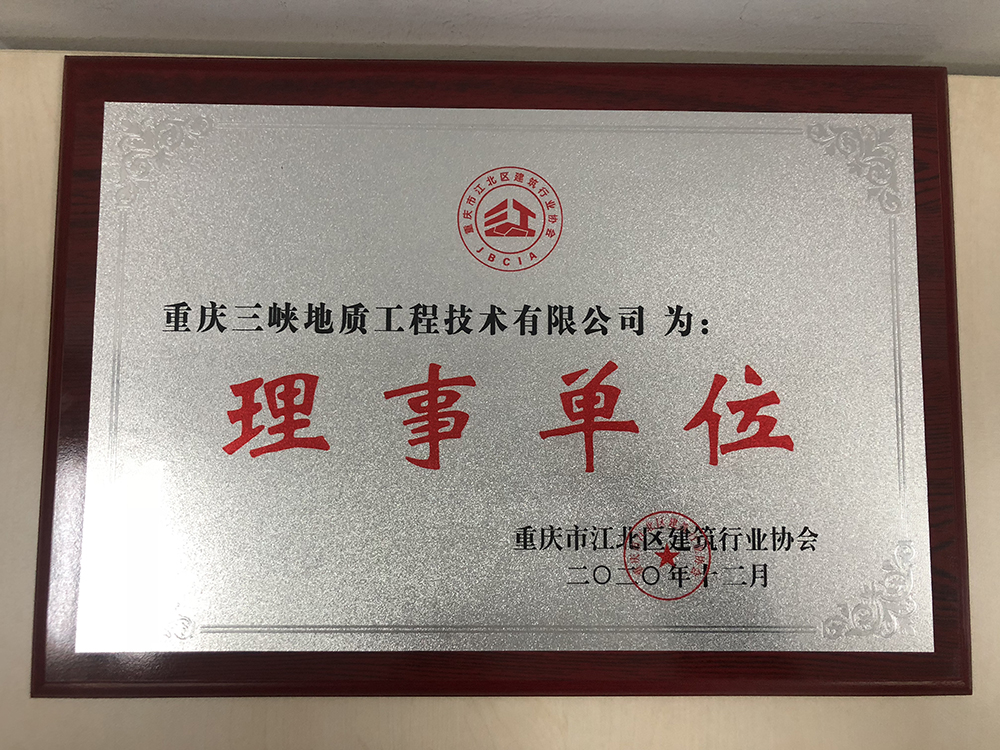 重庆市江北区建筑行业协会
JBCIA
重庆三峡地质工程技术有限公司 为：
理事单位
重庆市江北区建筑行业协会
二〇二〇年十二月